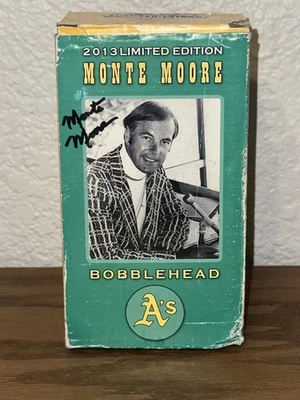 2013 LIMITED EDITION
MONTE MOORE
Monte
Moore
BOBBLEHEAD
A's